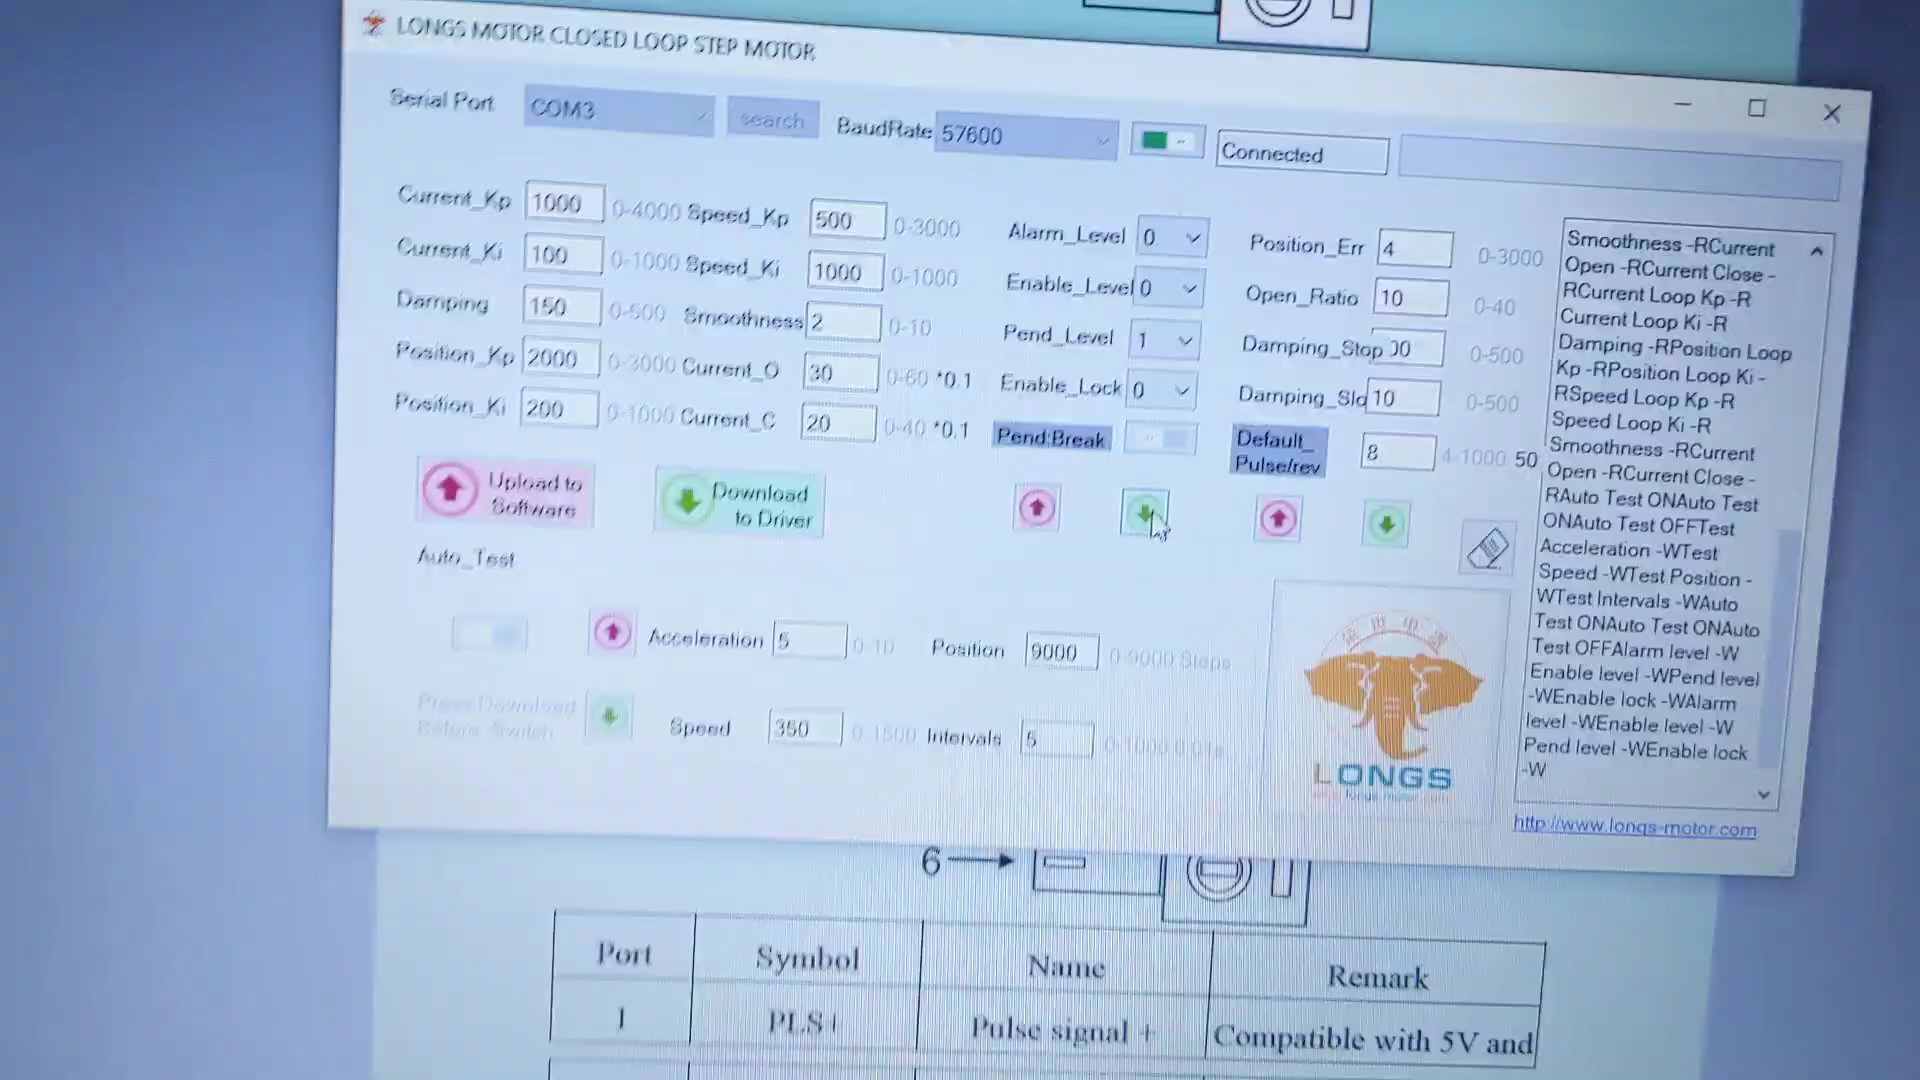 LONGS MOTOR CLOSED LOOP STEP MOTOR
Serial Port COM3 search BaudRate 57600 Connected
Current_Kp 1000 0-4000 Speed_Kp 500 0-3000 Alarm_Level 0 Position_Err 4 0-3000
Current_Ki 100 0-1000 Speed_Ki 1000 0-1000 Enable_Level 0 Open_Ratio 10 0-40
Damping 150 0-500 Smoothness 2 0-10 Pend_Level 1 Damping_Stop 00 0-500
Position_Kp 2000 0-3000 Current_O 30 0-60 *0.1 Enable_Lock 0 Damping_Slo 10 0-500
Position_Ki 200 0-1000 Current_C 20 0-40 *0.1 Pend:Break Default_
Pulse/rev 8 4-1000 50
Upload to
Software
Download
to Driver
Auto_Test
Acceleration 5 0-10 Position 9000 0-9000 Steps
Press Download
Before Switch
Speed 350 0-1500 Intervals 5
Smoothness -RCurrent
Open -RCurrent Close -
RCurrent Loop Kp -R
Current Loop Ki -R
Damping -RPosition Loop
Kp -RPosition Loop Ki -
RSpeed Loop Kp -R
Speed Loop Ki -R
Smoothness -RCurrent
Open -RCurrent Close -
RAuto Test ONAuto Test
ONAuto Test OFFTest
Acceleration -WTest
Speed -WTest Position -
WTest Intervals -WAuto
Test ONAuto Test ONAuto
Test OFFAlarm level -W
Enable level -WPend level
-WEnable lock -WAlarm
level -WEnable level -W
Pend level -WEnable lock
-W
LONGS
http://www.longs-motor.com
6
Port Symbol Name Remark
1 PLS+ Pulse signal + Compatible with 5V and